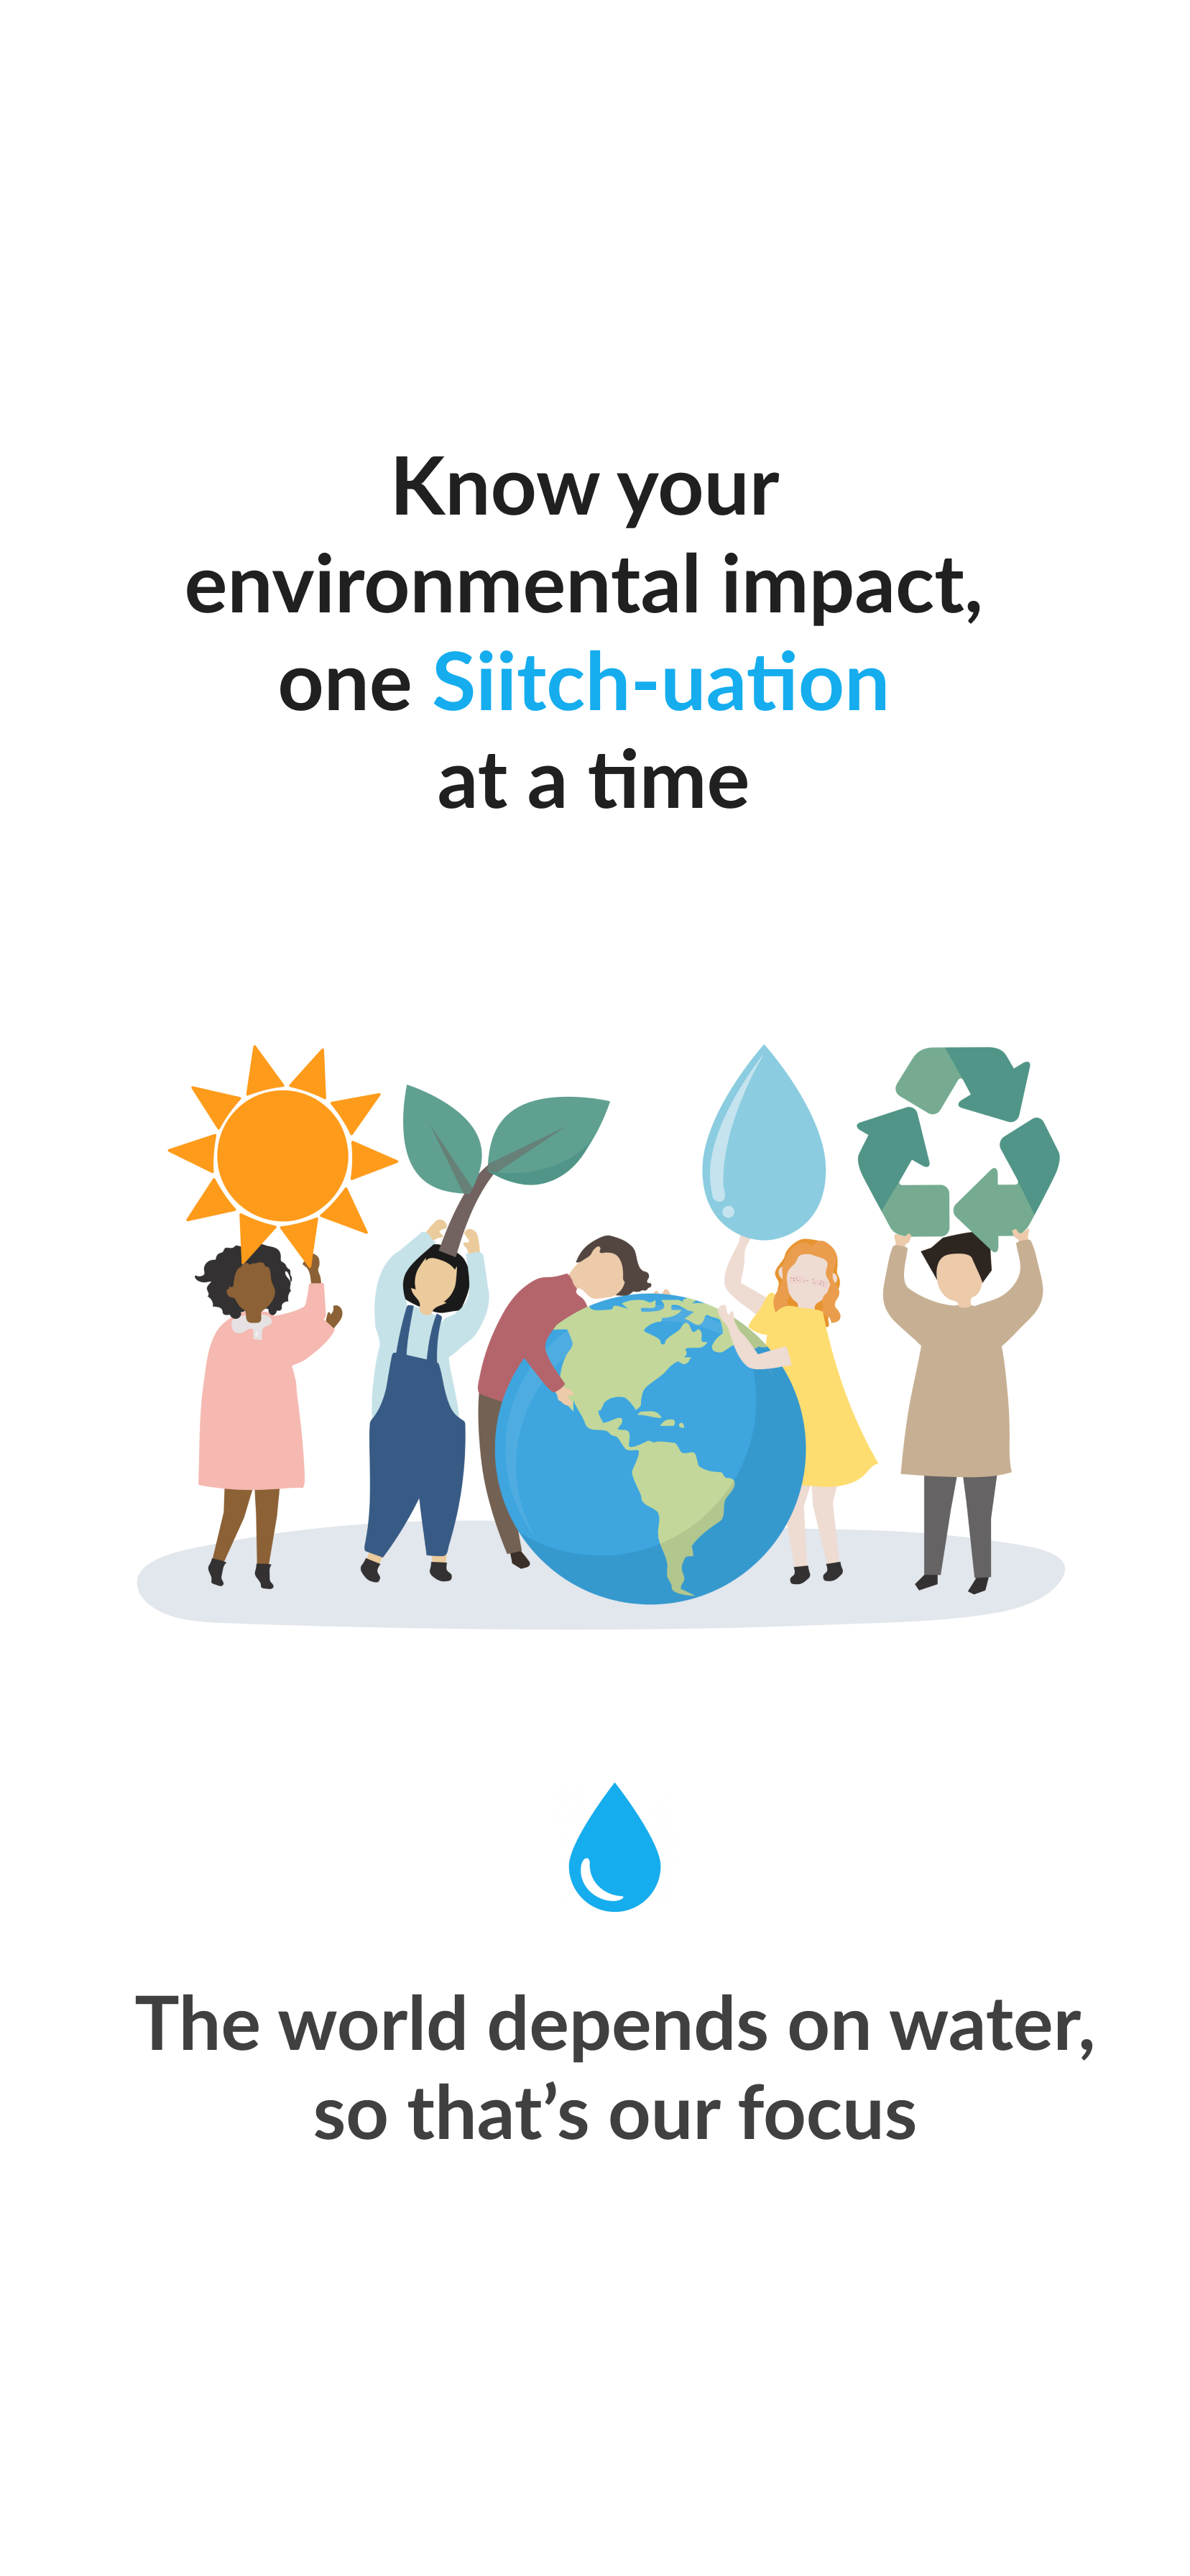 Know your
environmental impact,
one Siitch-uation
at a time
The world depends on water,
so that’s our focus